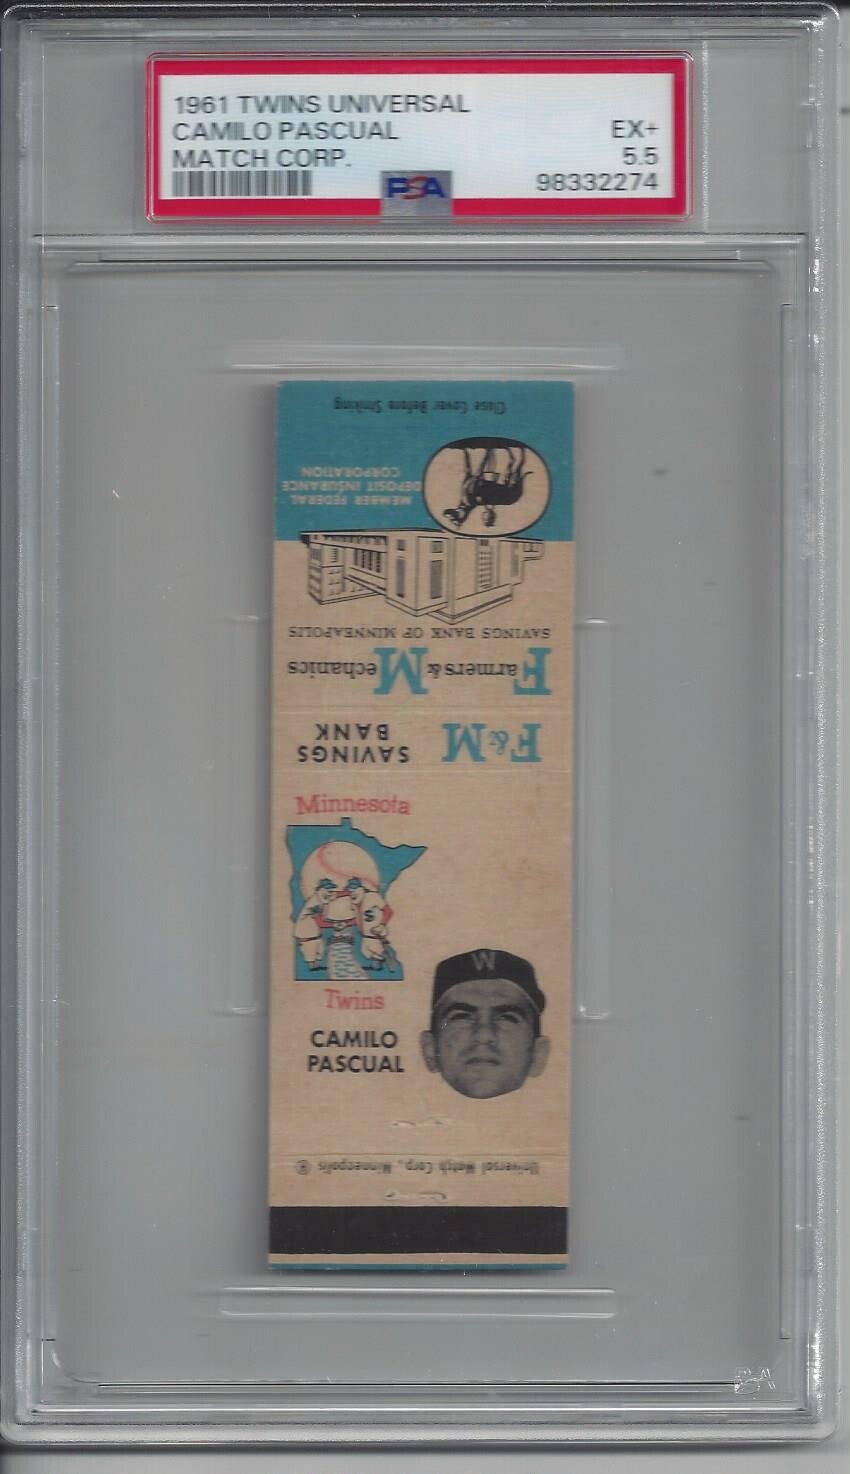 1961 TWINS UNIVERSAL
CAMILO PASCUAL EX+
MATCH CORP. 5.5
98332274
PSA
Close Cover Before Striking
MEMBER FEDERAL
DEPOSIT INSURANCE
CORPORATION.
SAVINGS BANK OF MINNEAPOLIS
Farmers & Mechanics
F&M SAVINGS
BANK
Minnesota
Twins
W
CAMILO
PASCUAL
Universal Match Corp., Minneapolis ®
PSA